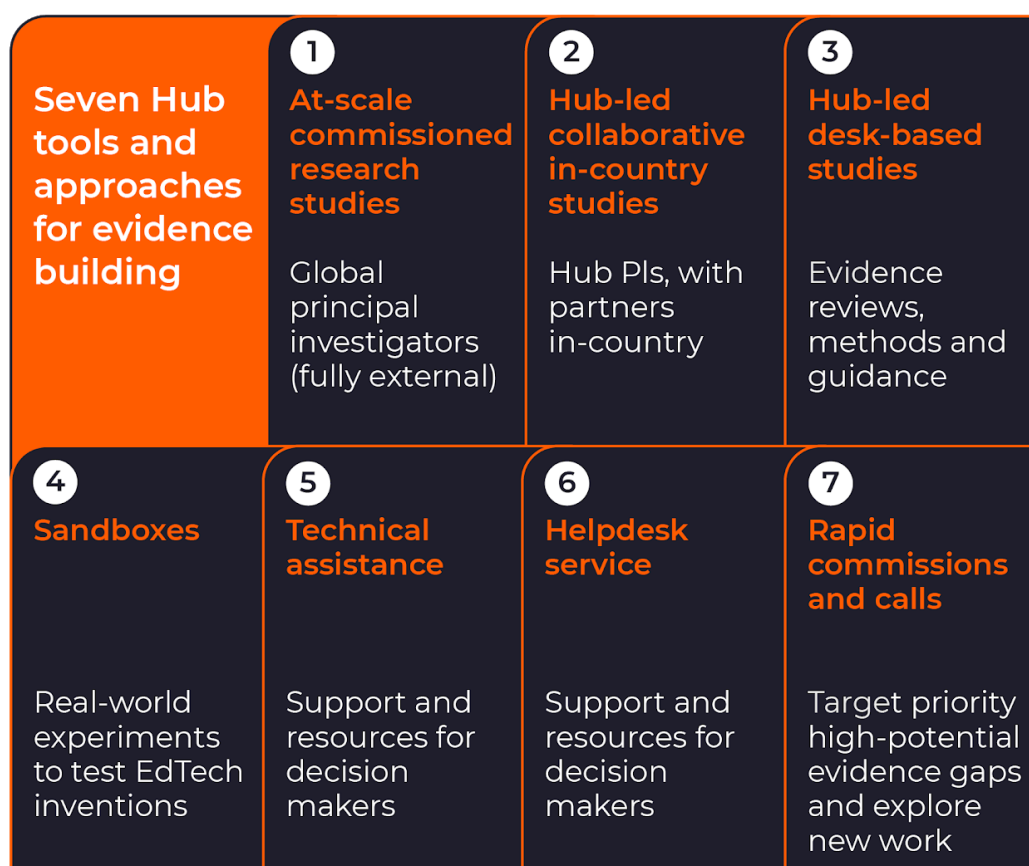 Seven Hub
tools and
approaches
for evidence
building
1
At-scale
commissioned
research
studies
Global
principal
investigators
(fully external)
2
Hub-led
collaborative
in-country
studies
Hub PIs, with
partners
in-country
3
Hub-led
desk-based
studies
Evidence
reviews,
methods and
guidance
4
Sandboxes
Real-world
experiments
to test EdTech
inventions
5
Technical
assistance
Support and
resources for
decision
makers
6
Helpdesk
service
Support and
resources for
decision
makers
7
Rapid
commissions
and calls
Target priority
high-potential
evidence gaps
and explore
new work